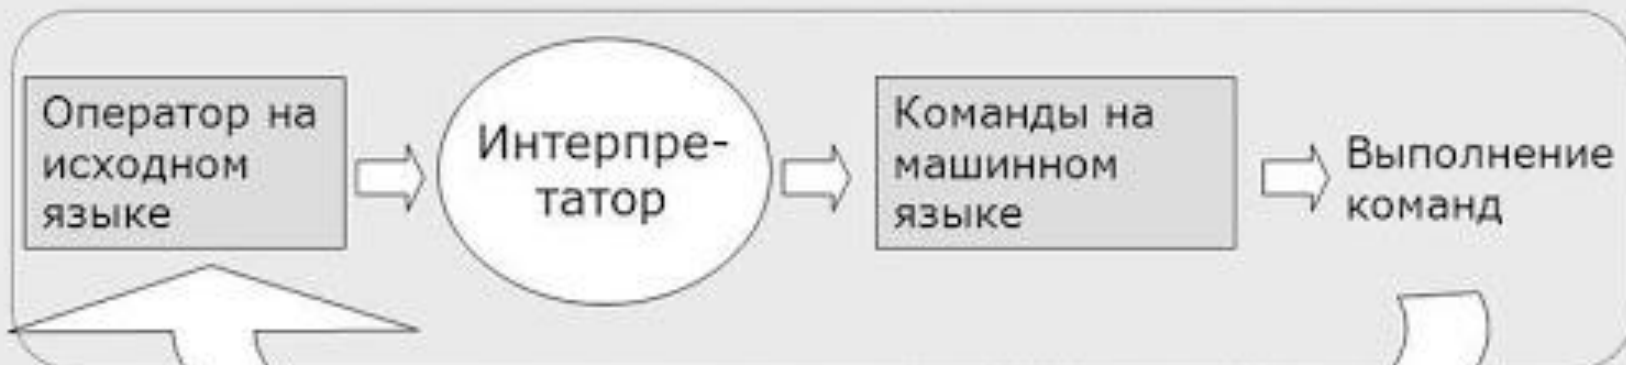 Оператор на
исходном
языке
Интерпре-
татор
Команды на
машинном
языке
Выполнение
команд